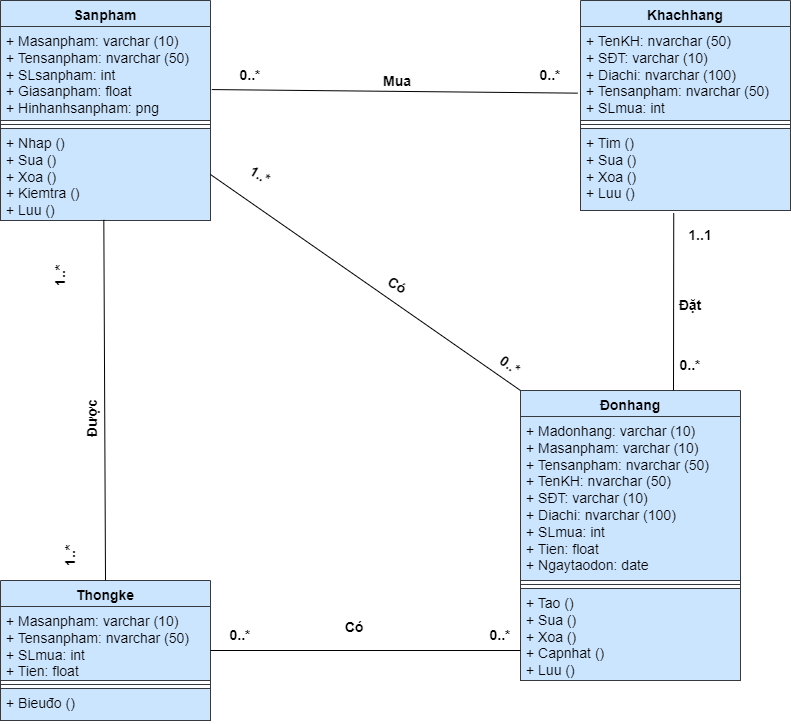 Sanpham
+ Masanpham: varchar (10)
+ Tensanpham: nvarchar (50)
+ SLsanpham: int
+ Giasanpham: float
+ Hinhanhsanpham: png
+ Nhap ()
+ Sua ()
+ Xoa ()
+ Kiemtra ()
+ Luu ()
0..*
Mua
0..*
Khachhang
+ TenKH: nvarchar (50)
+ SĐT: varchar (10)
+ Diachi: nvarchar (100)
+ Tensanpham: nvarchar (50)
+ SLmua: int
+ Tim ()
+ Sua ()
+ Xoa ()
+ Luu ()
1..*
Có
0..*
1..1
Đặt
0..*
1..*
Được
1..*
Đonhang
+ Madonhang: varchar (10)
+ Masanpham: varchar (10)
+ Tensanpham: nvarchar (50)
+ TenKH: nvarchar (50)
+ SĐT: varchar (10)
+ Diachi: nvarchar (100)
+ SLmua: int
+ Tien: float
+ Ngaytaodon: date
+ Tao ()
+ Sua ()
+ Xoa ()
+ Capnhat ()
+ Luu ()
Thongke
+ Masanpham: varchar (10)
+ Tensanpham: nvarchar (50)
+ SLmua: int
+ Tien: float
+ Bieuđo ()
0..*
Có
0..*